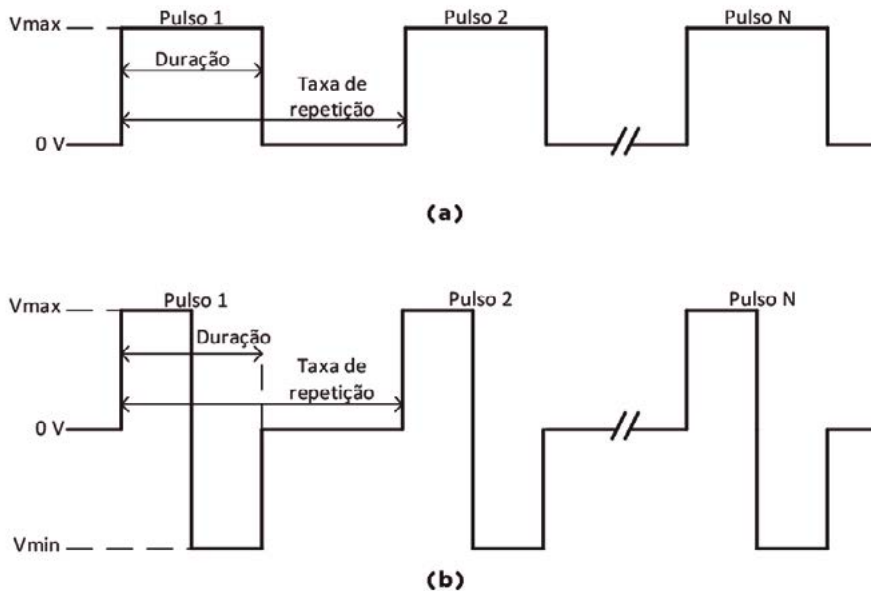 Pulso 1
Pulso 2
Pulso N
Vmax
Duração
Taxa de
repetição
0 V
(a)
Pulso 1
Pulso 2
Pulso N
Vmax
Duração
Taxa de
repetição
0 V
Vmin
(b)